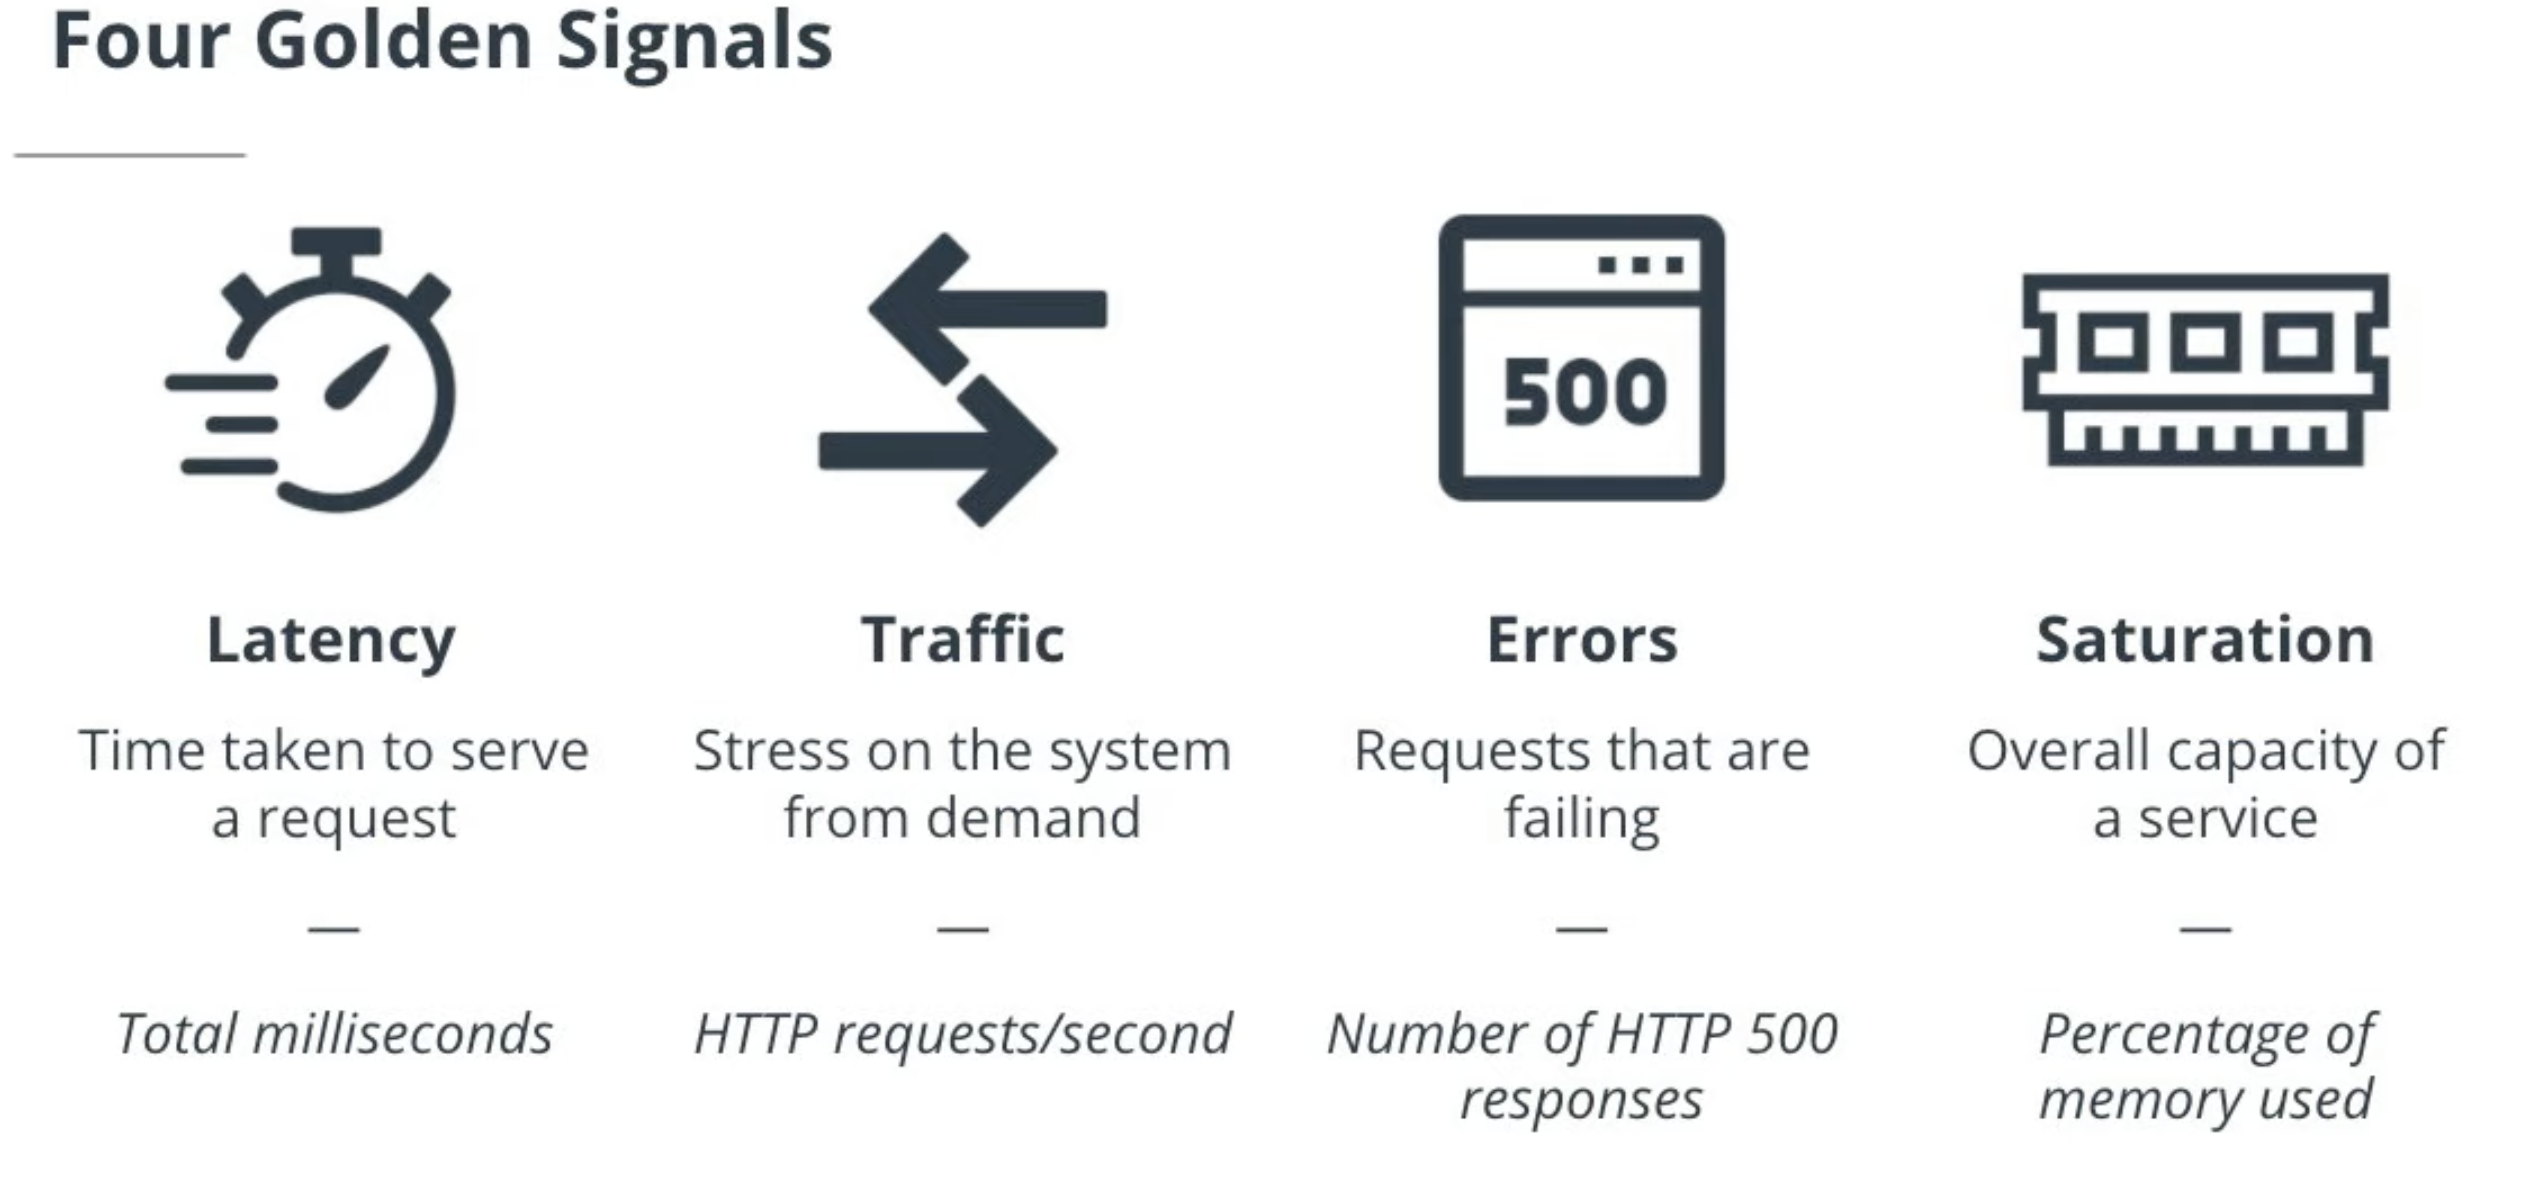 Four Golden Signals
500
Latency
Time taken to serve
a request
—
Total milliseconds
Traffic
Stress on the system
from demand
—
HTTP requests/second
Errors
Requests that are
failing
—
Number of HTTP 500
responses
Saturation
Overall capacity of
a service
—
Percentage of
memory used